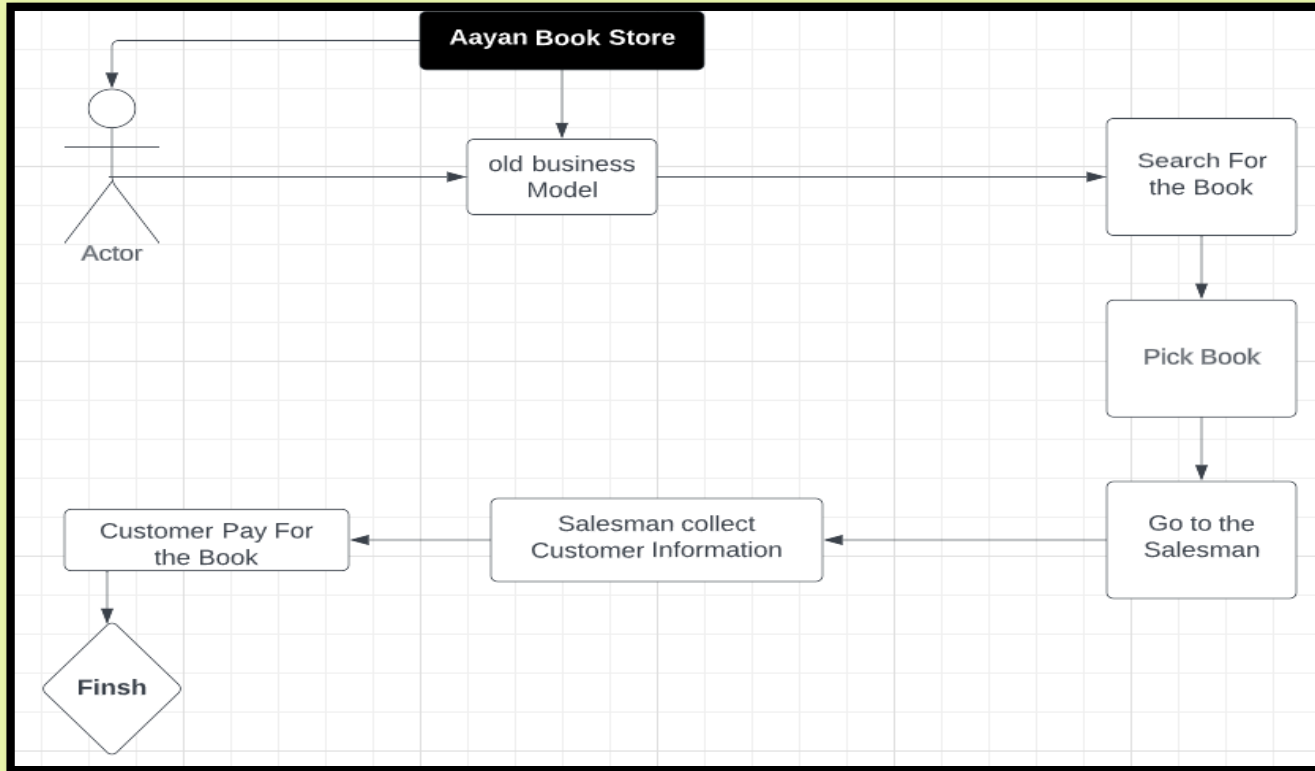 Aayan Book Store
old business
Model
Search For
the Book
Actor
Pick Book
Go to the
Salesman
Salesman collect
Customer Information
Customer Pay For
the Book
Finsh